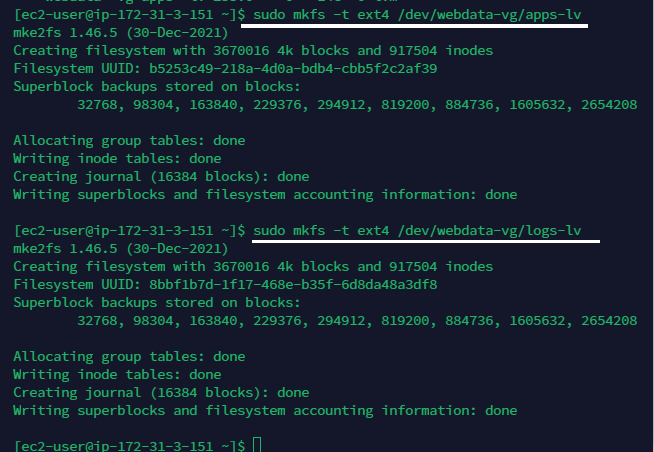 [ec2-user@ip-172-31-3-151 ~]$ sudo mkfs -t ext4 /dev/webdata-vg/apps-lv
mke2fs 1.46.5 (30-Dec-2021)
Creating filesystem with 3670016 4k blocks and 917504 inodes
Filesystem UUID: b5253c49-218a-4d0a-bdb4-cbb5f2c2af39
Superblock backups stored on blocks:
        32768, 98304, 163840, 229376, 294912, 819200, 884736, 1605632, 2654208

Allocating group tables: done
Writing inode tables: done
Creating journal (16384 blocks): done
Writing superblocks and filesystem accounting information: done

[ec2-user@ip-172-31-3-151 ~]$ sudo mkfs -t ext4 /dev/webdata-vg/logs-lv
mke2fs 1.46.5 (30-Dec-2021)
Creating filesystem with 3670016 4k blocks and 917504 inodes
Filesystem UUID: 8bbf1b7d-1f17-468e-b35f-6d8da48a3df8
Superblock backups stored on blocks:
        32768, 98304, 163840, 229376, 294912, 819200, 884736, 1605632, 2654208

Allocating group tables: done
Writing inode tables: done
Creating journal (16384 blocks): done
Writing superblocks and filesystem accounting information: done

[ec2-user@ip-172-31-3-151 ~]$